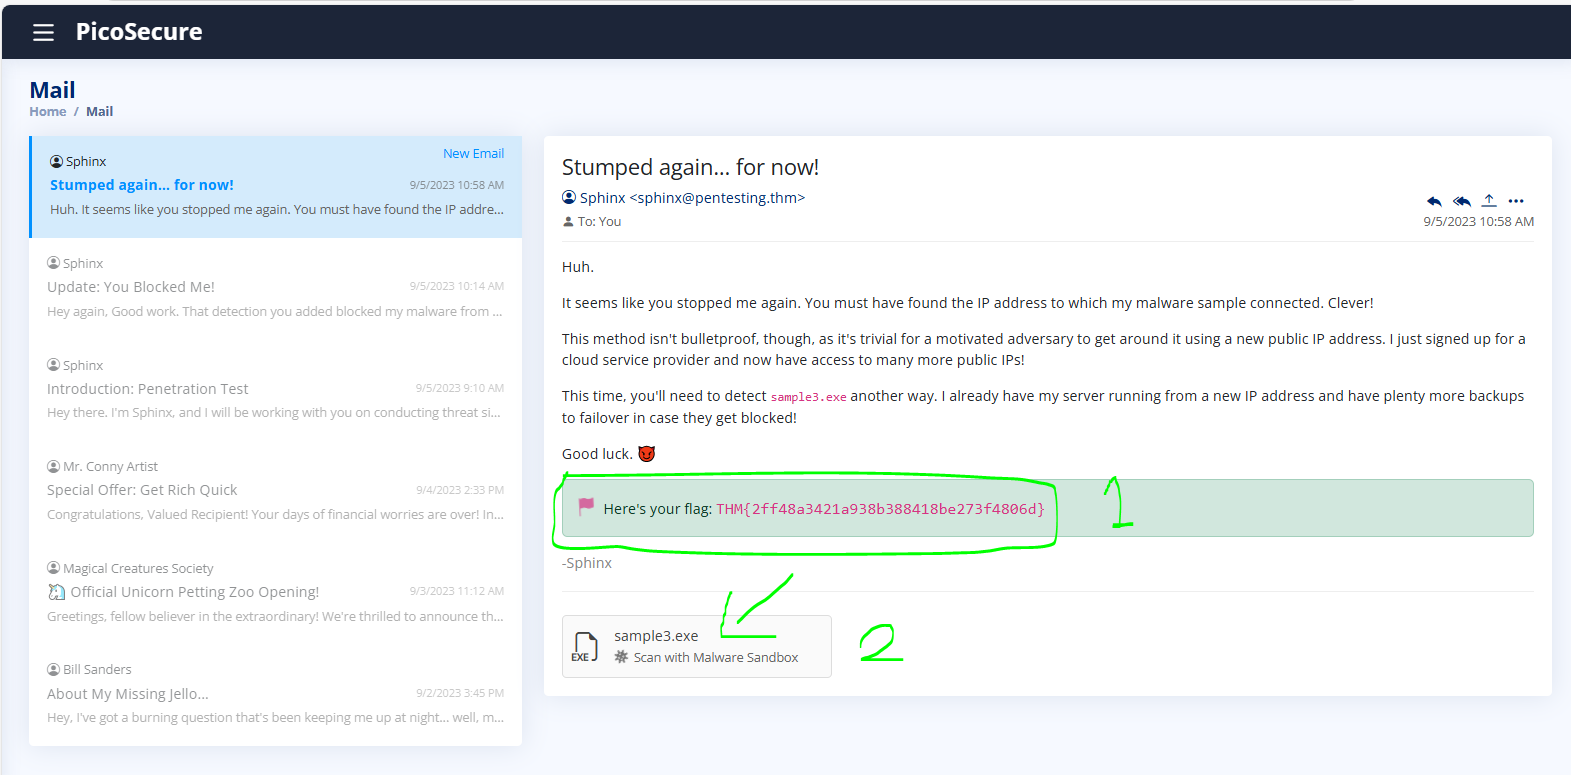 PicoSecure
Mail
Home / Mail
Sphinx
New Email
Stumped again... for now!
9/5/2023 10:58 AM
Huh. It seems like you stopped me again. You must have found the IP addre...
Sphinx
Update: You Blocked Me!
9/5/2023 10:14 AM
Hey again, Good work. That detection you added blocked my malware from ...
Sphinx
Introduction: Penetration Test
9/5/2023 9:10 AM
Hey there. I'm Sphinx, and I will be working with you on conducting threat si...
Mr. Conny Artist
Special Offer: Get Rich Quick
9/4/2023 2:33 PM
Congratulations, Valued Recipient! Your days of financial worries are over! In...
Magical Creatures Society
🦄 Official Unicorn Petting Zoo Opening!
9/3/2023 11:12 AM
Greetings, fellow believer in the extraordinary! We're thrilled to announce th...
Bill Sanders
About My Missing Jello...
9/2/2023 3:45 PM
Hey, I've got a burning question that's been keeping me up at night... well, m...
Stumped again... for now!
Sphinx <sphinx@pentesting.thm>
To: You
9/5/2023 10:58 AM
Huh.
It seems like you stopped me again. You must have found the IP address to which my malware sample connected. Clever!
This method isn't bulletproof, though, as it's trivial for a motivated adversary to get around it using a new public IP address. I just signed up for a
cloud service provider and now have access to many more public IPs!
This time, you'll need to detect sample3.exe another way. I already have my server running from a new IP address and have plenty more backups
to failover in case they get blocked!
Good luck. 😈
Here's your flag: THM{2ff48a3421a938b388418be273f4806d}
1
-Sphinx
EXE
sample3.exe
Scan with Malware Sandbox
2